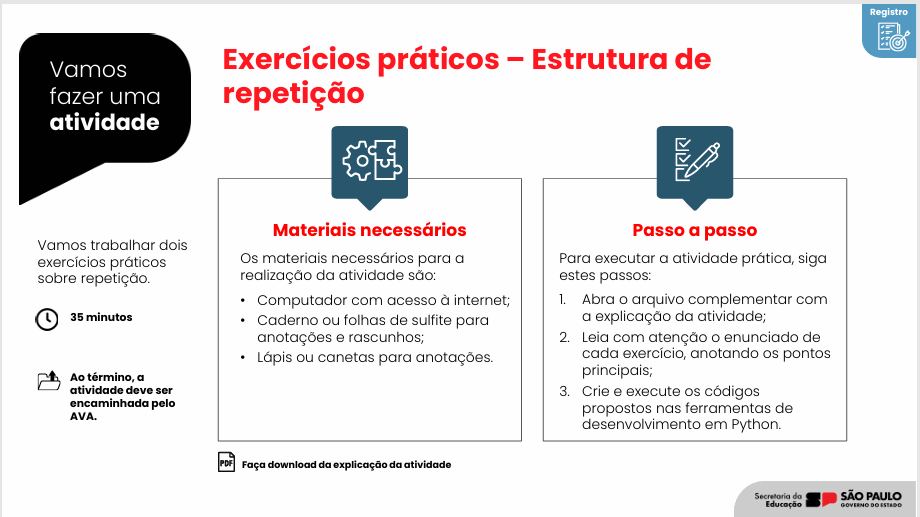 Registro
Vamos
fazer uma
atividade
Exercícios práticos – Estrutura de
repetição
Vamos trabalhar dois
exercícios práticos
sobre repetição.
35 minutos
Ao término, a
atividade deve ser
encaminhada pelo
AVA.
Materiais necessários
Os materiais necessários para a
realização da atividade são:
• Computador com acesso à internet;
• Caderno ou folhas de sulfite para
anotações e rascunhos;
• Lápis ou canetas para anotações.
Passo a passo
Para executar a atividade prática, siga
estes passos:
1. Abra o arquivo complementar com
a explicação da atividade;
2. Leia com atenção o enunciado de
cada exercício, anotando os pontos
principais;
3. Crie e execute os códigos
propostos nas ferramentas de
desenvolvimento em Python.
PDF
Faça download da explicação da atividade
Secretaria da
Educação
SÃO PAULO
GOVERNO DO ESTADO